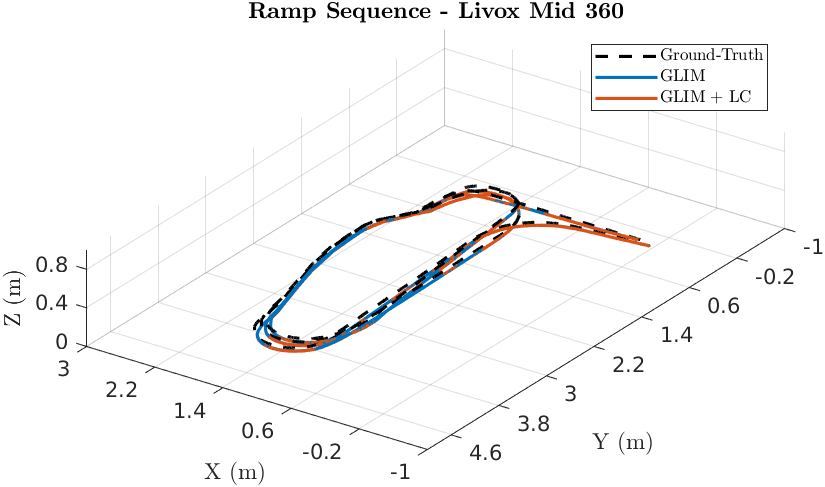 Ramp Sequence - Livox Mid 360
Ground-Truth
GLIM
GLIM + LC
Z (m)
0.8
0.4
0
3
2.2
1.4
0.6
-0.2
-1
X (m)
4.6
3.8
3
2.2
1.4
0.6
-0.2
-1
Y (m)